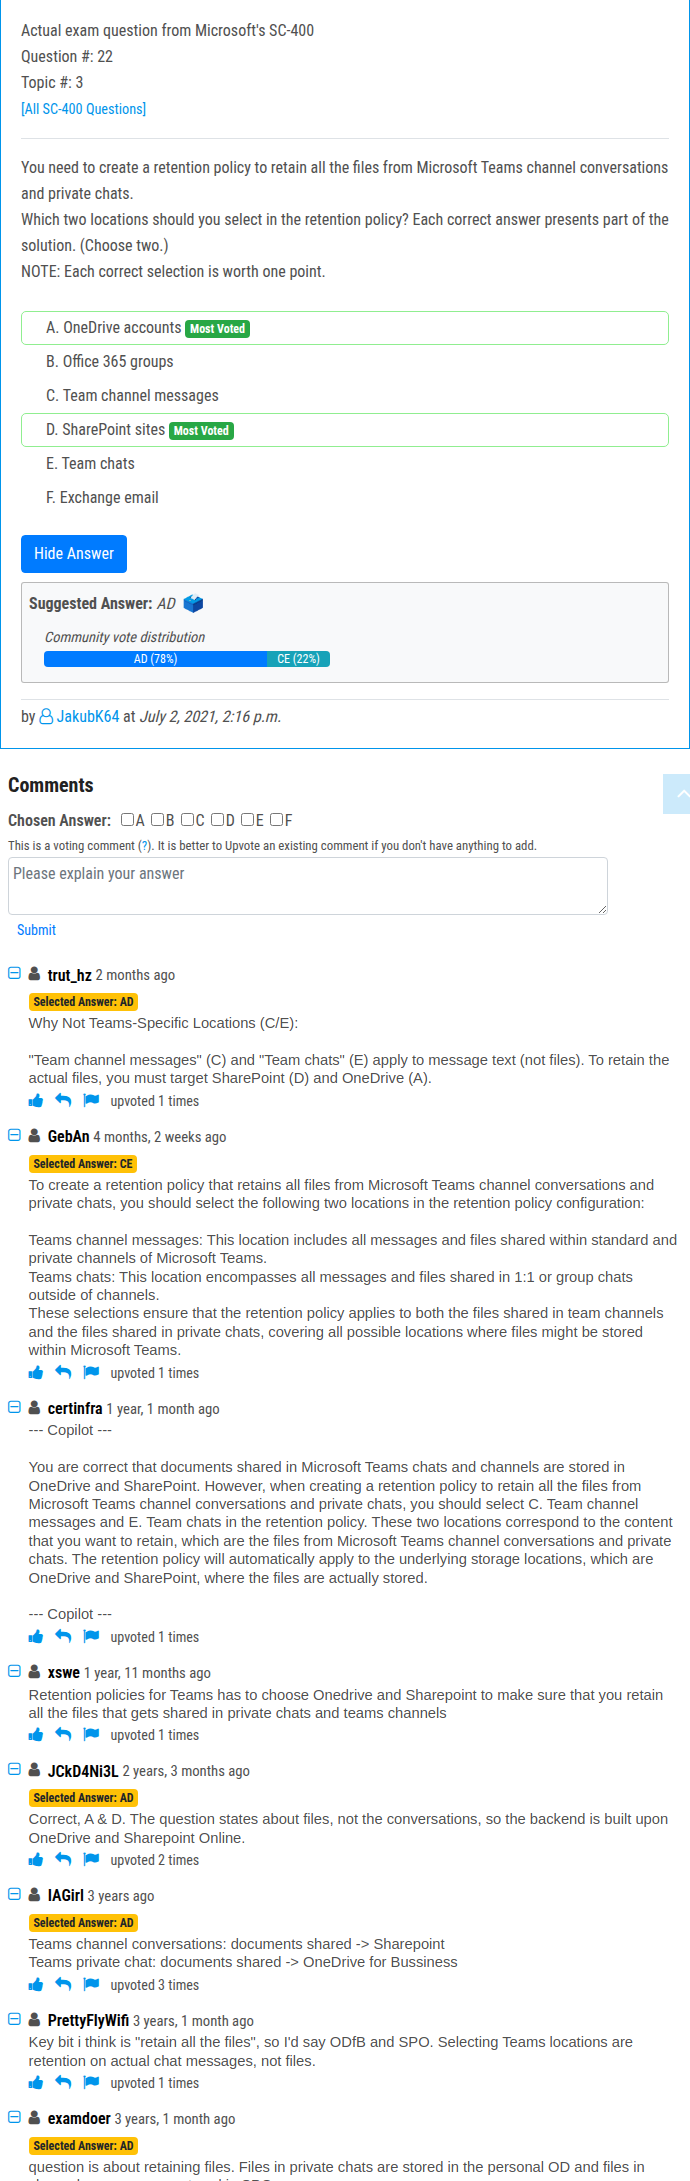 Actual exam question from Microsoft's SC-400
Question #: 22
Topic #: 3
[All SC-400 Questions]
You need to create a retention policy to retain all the files from Microsoft Teams channel conversations
and private chats.
Which two locations should you select in the retention policy? Each correct answer presents part of the
solution. (Choose two.)
NOTE: Each correct selection is worth one point.
A. OneDrive accounts Most Voted
B. Office 365 groups
C. Team channel messages
D. SharePoint sites Most Voted
E. Team chats
F. Exchange email
Hide Answer
Suggested Answer: AD
Community vote distribution
AD (78%) CE (22%)
by JakubK64 at July 2, 2021, 2:16 p.m.
Comments
Chosen Answer: A B C D E F
This is a voting comment (?). It is better to Upvote an existing comment if you don't have anything to add.
Please explain your answer
Submit
trut_hz 2 months ago
Selected Answer: AD
Why Not Teams-Specific Locations (C/E):
"Team channel messages" (C) and "Team chats" (E) apply to message text (not files). To retain the
actual files, you must target SharePoint (D) and OneDrive (A).
upvoted 1 times
GebAn 4 months, 2 weeks ago
Selected Answer: CE
To create a retention policy that retains all files from Microsoft Teams channel conversations and
private chats, you should select the following two locations in the retention policy configuration:
Teams channel messages: This location includes all messages and files shared within standard and
private channels of Microsoft Teams.
Teams chats: This location encompasses all messages and files shared in 1:1 or group chats
outside of channels.
These selections ensure that the retention policy applies to both the files shared in team channels
and the files shared in private chats, covering all possible locations where files might be stored
within Microsoft Teams.
upvoted 1 times
certinfra 1 year, 1 month ago
--- Copilot ---
You are correct that documents shared in Microsoft Teams chats and channels are stored in
OneDrive and SharePoint. However, when creating a retention policy to retain all the files from
Microsoft Teams channel conversations and private chats, you should select C. Team channel
messages and E. Team chats in the retention policy. These two locations correspond to the content
that you want to retain, which are the files from Microsoft Teams channel conversations and private
chats. The retention policy will automatically apply to the underlying storage locations, which are
OneDrive and SharePoint, where the files are actually stored.
--- Copilot ---
upvoted 1 times
xswe 1 year, 11 months ago
Retention policies for Teams has to choose Onedrive and Sharepoint to make sure that you retain
all the files that gets shared in private chats and teams channels
upvoted 1 times
JCkD4Ni3L 2 years, 3 months ago
Selected Answer: AD
Correct, A & D. The question states about files, not the conversations, so the backend is built upon
OneDrive and Sharepoint Online.
upvoted 2 times
IAGirl 3 years ago
Selected Answer: AD
Teams channel conversations: documents shared -> Sharepoint
Teams private chat: documents shared -> OneDrive for Bussiness
upvoted 3 times
PrettyFlyWifi 3 years, 1 month ago
Key bit i think is "retain all the files", so I'd say ODfB and SPO. Selecting Teams locations are
retention on actual chat messages, not files.
upvoted 1 times
examdoer 3 years, 1 month ago
Selected Answer: AD
question is about retaining files. Files in private chats are stored in the personal OD and files in